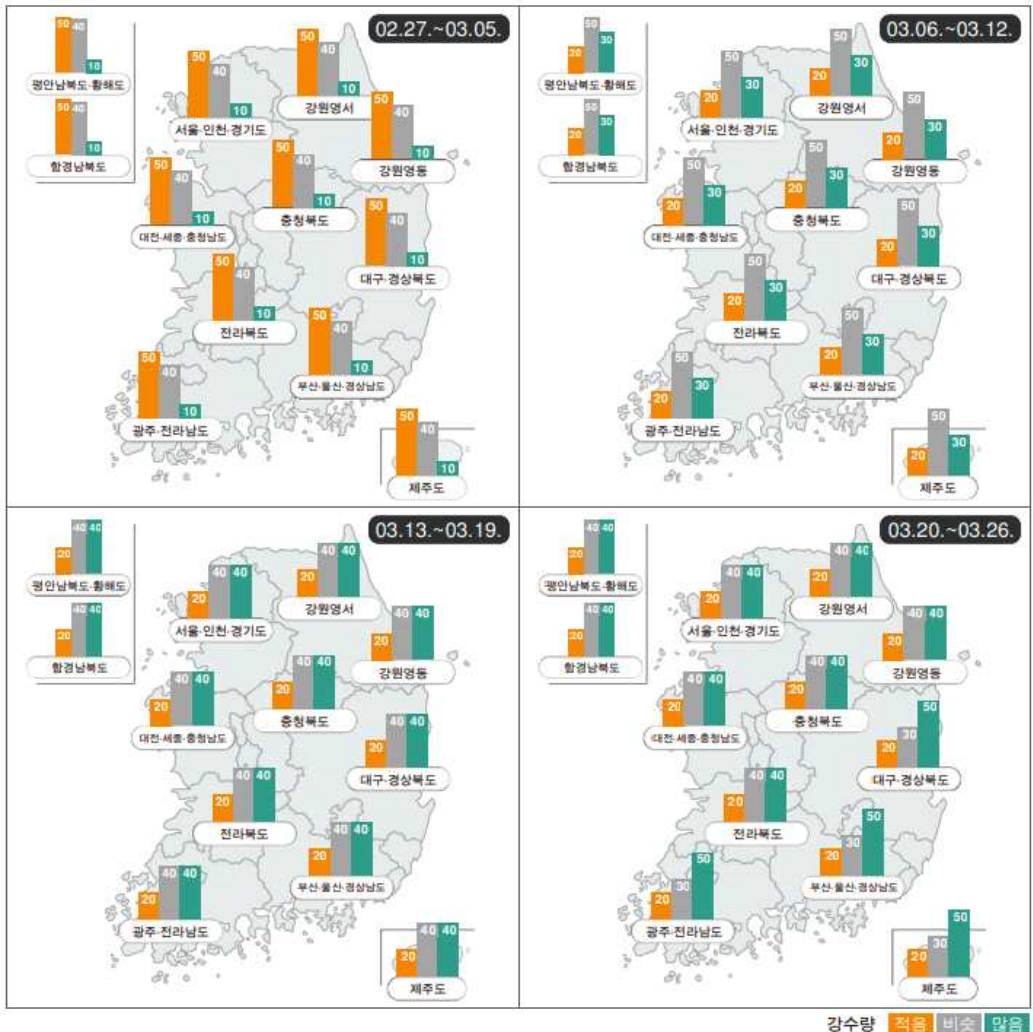 02.27.~03.05.
50 40 10
평안남북도·황해도
50 40 10
함경남북도
50 40 10
서울·인천·경기도
50 40 10
강원영서
50 40 10
강원영동
50 40 10
대전·세종·충청남도
50 40 10
충청북도
50 40 10
대구·경상북도
50 40 10
전라북도
50 40 10
부산·울산·경상남도
50 40 10
광주·전라남도
50 40 10
제주도
03.06.~03.12.
20 50 30
평안남북도·황해도
20 50 30
함경남북도
20 50 30
서울·인천·경기도
20 50 30
강원영서
20 50 30
강원영동
20 50 30
대전·세종·충청남도
20 50 30
충청북도
20 50 30
대구·경상북도
20 50 30
전라북도
20 50 30
부산·울산·경상남도
20 50 30
광주·전라남도
20 50 30
제주도
03.13.~03.19.
20 40 40
평안남북도·황해도
20 40 40
함경남북도
20 40 40
서울·인천·경기도
20 40 40
강원영서
20 40 40
강원영동
20 40 40
대전·세종·충청남도
20 40 40
충청북도
20 40 40
대구·경상북도
20 40 40
전라북도
20 40 40
부산·울산·경상남도
20 40 40
광주·전라남도
20 40 40
제주도
03.20.~03.26.
20 40 40
평안남북도·황해도
20 40 40
함경남북도
20 40 40
서울·인천·경기도
20 40 40
강원영서
20 40 40
강원영동
20 40 40
대전·세종·충청남도
20 40 40
충청북도
20 30 50
대구·경상북도
20 40 40
전라북도
20 30 50
부산·울산·경상남도
20 30 50
광주·전라남도
20 30 50
제주도
강수량 적음 비슷 많음